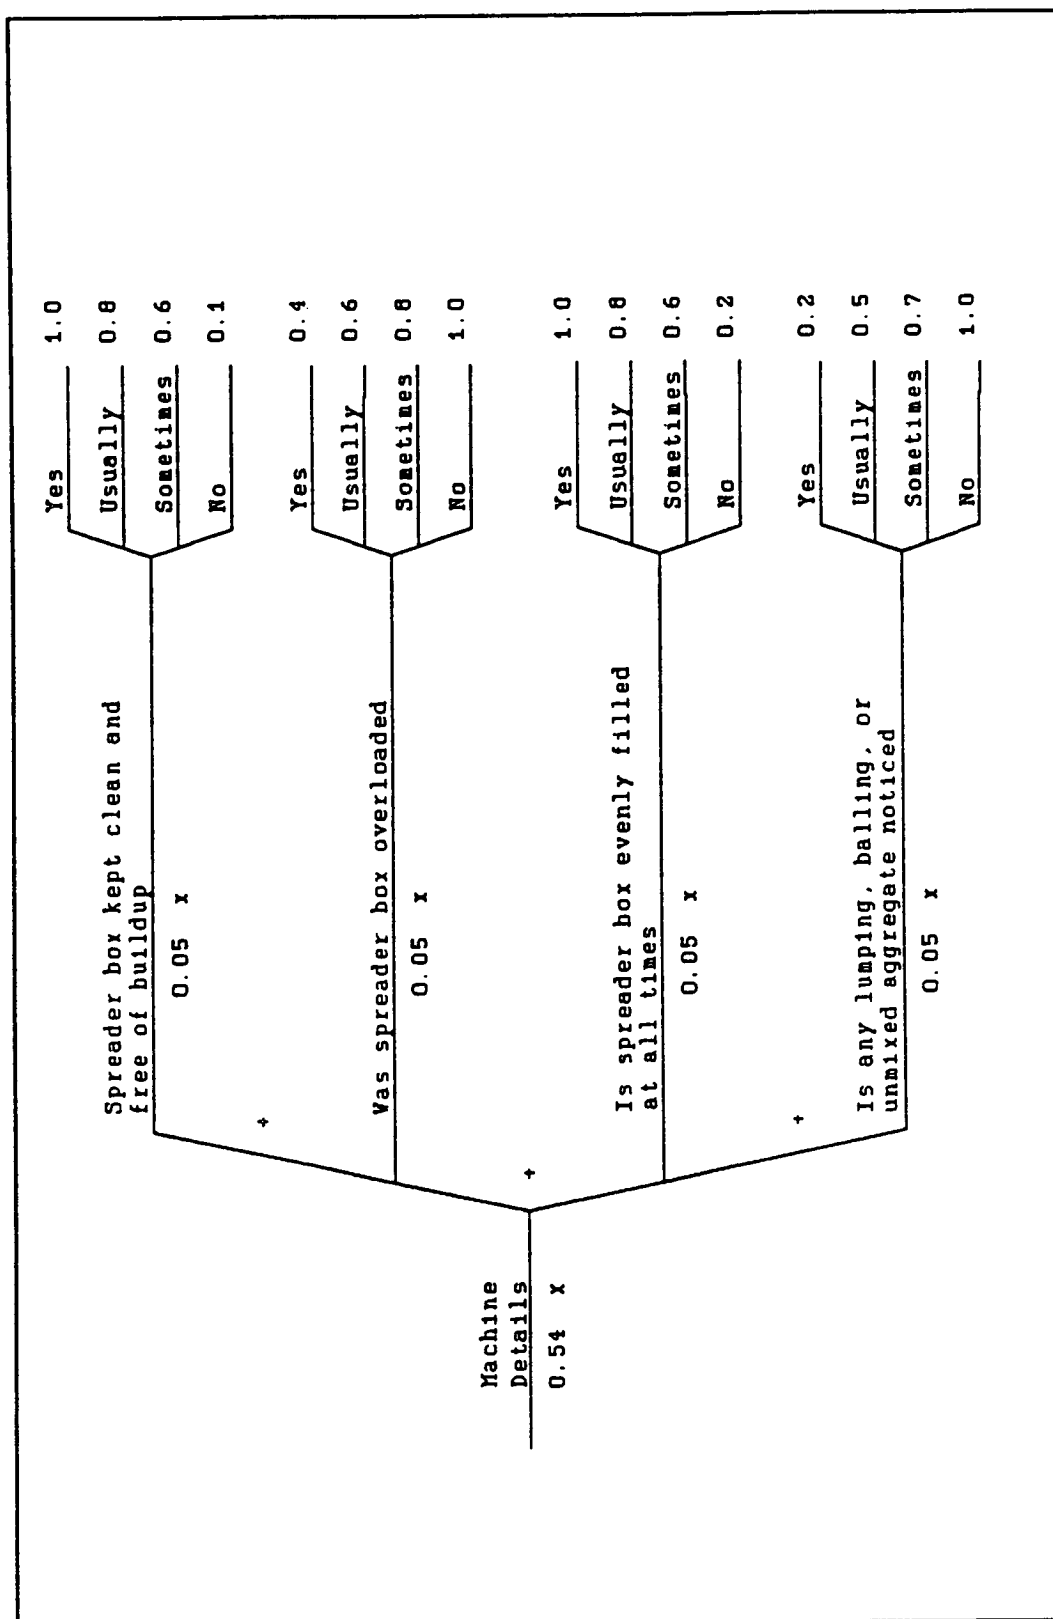 Machine
Details
0.54 x
+
+
+
Spreader box kept clean and
free of buildup
0.05 x
Yes 1.0
Usually 0.8
Sometimes 0.6
No 0.1
Was spreader box overloaded
0.05 x
Yes 0.4
Usually 0.6
Sometimes 0.8
No 1.0
Is spreader box evenly filled
at all times
0.05 x
Yes 1.0
Usually 0.8
Sometimes 0.6
No 0.2
Is any lumping, balling, or
unmixed aggregate noticed
0.05 x
Yes 0.2
Usually 0.5
Sometimes 0.7
No 1.0